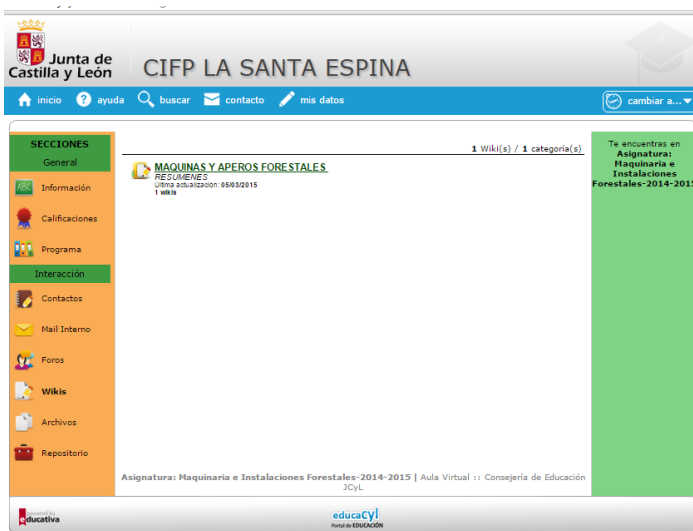 Junta de
Castilla y León
CIFP LA SANTA ESPINA
inicio
ayuda
buscar
contacto
mis datos
cambiar a...
SECCIONES
General
ABC
Información
Calificaciones
Programa
Interacción
Contactos
Mail Interno
Foros
Wikis
Archivos
Repositorio
1 Wiki(s) / 1 categoría(s)
MAQUINAS Y APEROS FORESTALES
RESUMENES
Última actualización: 05/03/2015
1 wikis
Te encuentras en
Asignatura:
Maquinaria e
Instalaciones
Forestales-2014-2015
Asignatura: Maquinaria e Instalaciones Forestales-2014-2015 | Aula Virtual :: Consejería de Educación
JCyL
powered by
educativa
educacyl
Portal de EDUCACIÓN